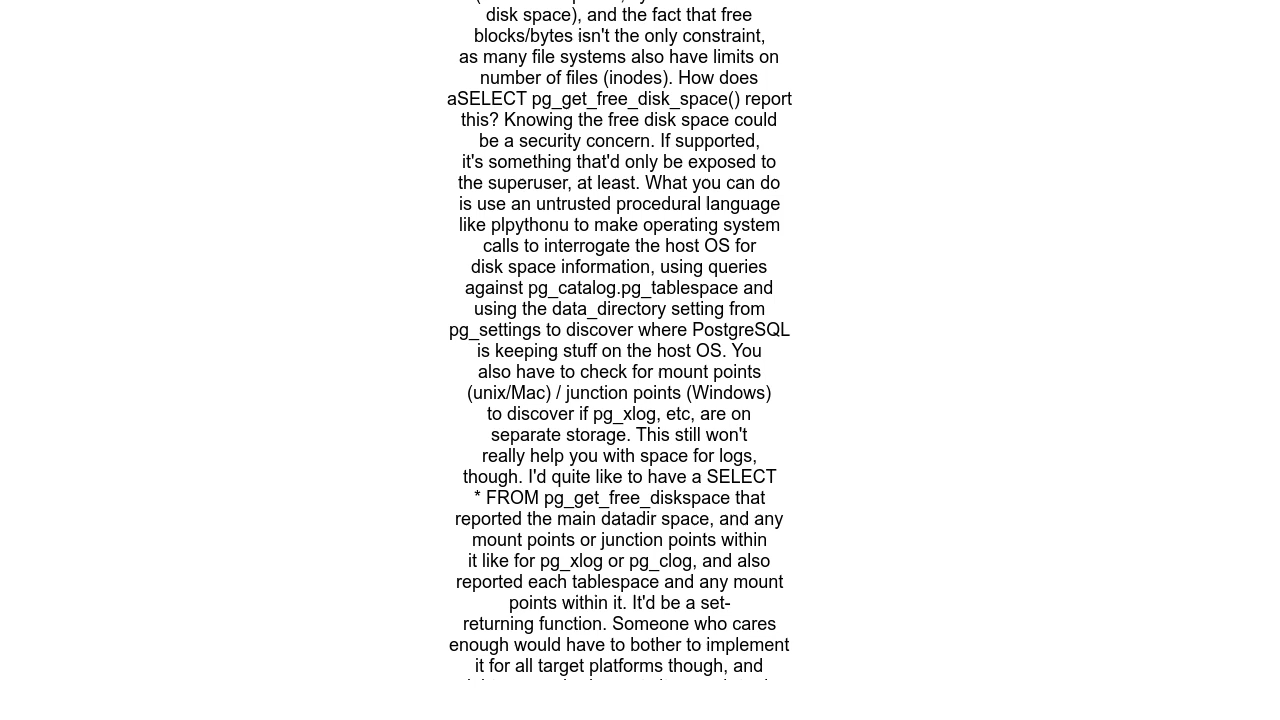 disk space), and the fact that free
blocks/bytes isn't the only constraint,
as many file systems also have limits on
number of files (inodes). How does
aSELECT pg_get_free_disk_space() report
this? Knowing the free disk space could
be a security concern. If supported,
it's something that'd only be exposed to
the superuser, at least. What you can do
is use an untrusted procedural language
like plpythonu to make operating system
calls to interrogate the host OS for
disk space information, using queries
against pg_catalog.pg_tablespace and
using the data_directory setting from
pg_settings to discover where PostgreSQL
is keeping stuff on the host OS. You
also have to check for mount points
(unix/Mac) / junction points (Windows)
to discover if pg_xlog, etc, are on
separate storage. This still won't
really help you with space for logs,
though. I'd quite like to have a SELECT
* FROM pg_get_free_diskspace that
reported the main datadir space, and any
mount points or junction points within
it like for pg_xlog or pg_clog, and also
reported each tablespace and any mount
points within it. It'd be a set-
returning function. Someone who cares
enough would have to bother to implement
it for all target platforms though, and